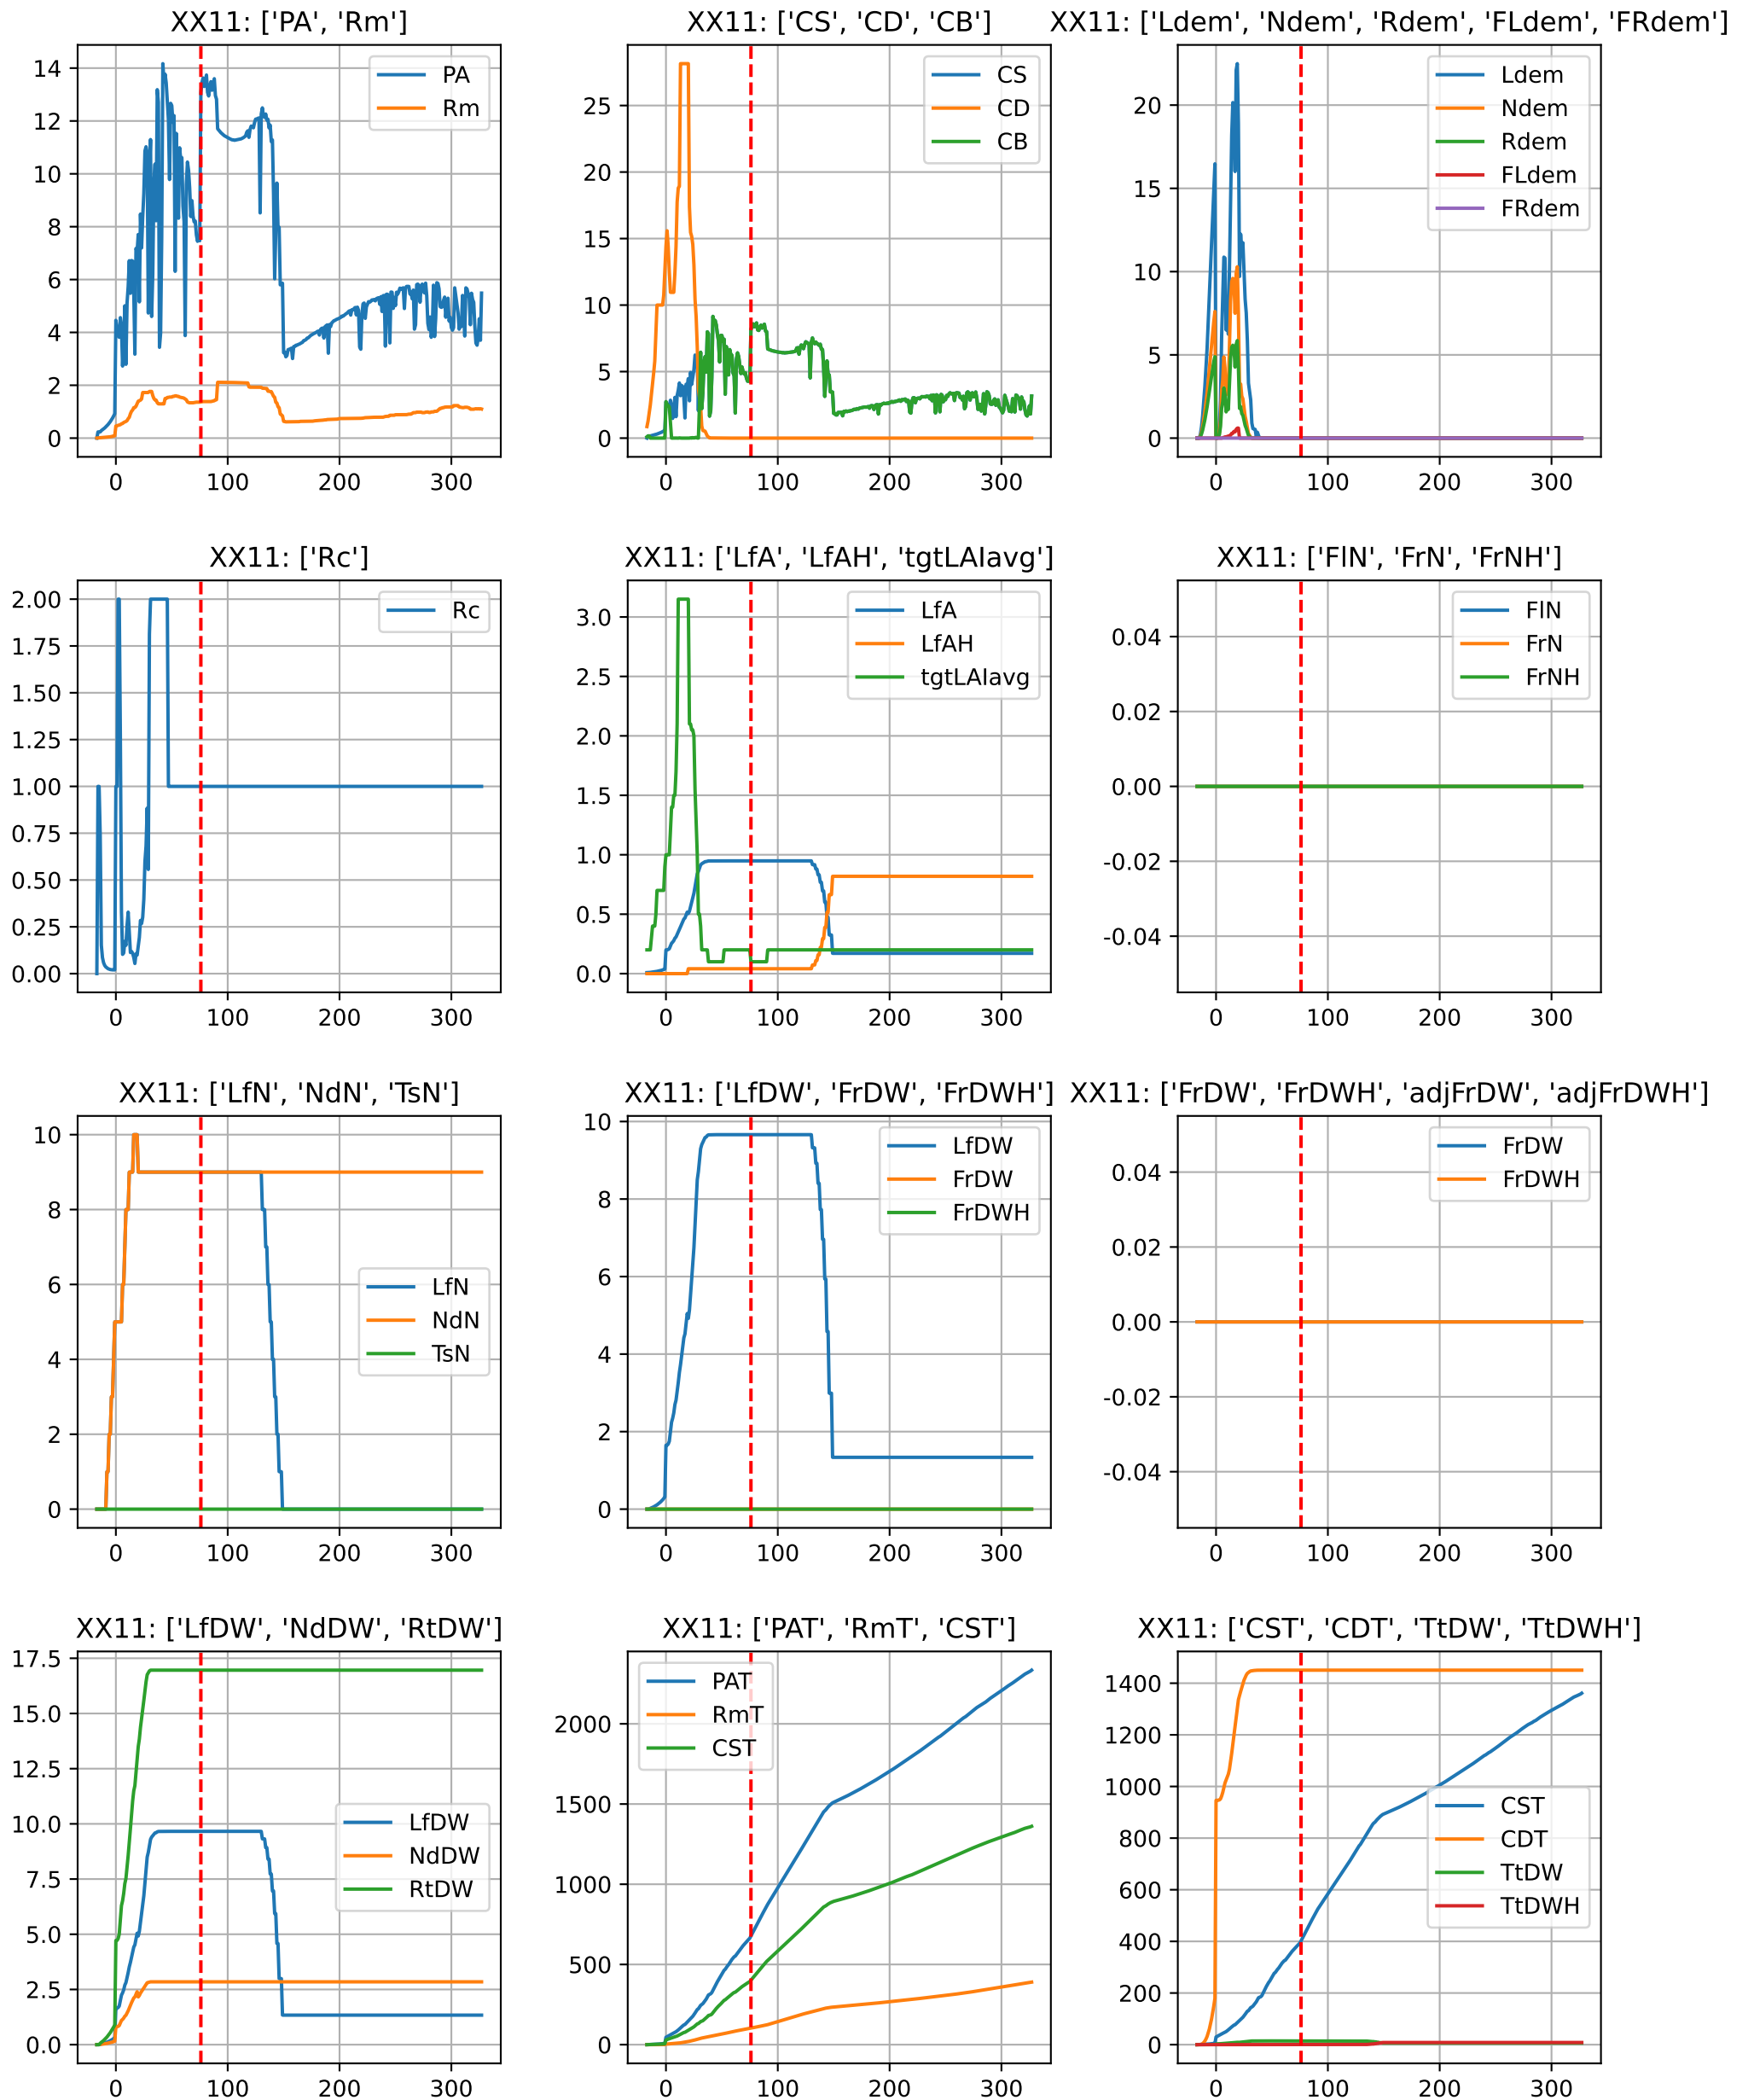 XX11: ['PA', 'Rm']
PA
Rm
14
12
10
8
6
4
2
0
0 100 200 300
XX11: ['CS', 'CD', 'CB']
CS
CD
CB
25
20
15
10
5
0
0 100 200 300
XX11: ['Ldem', 'Ndem', 'Rdem', 'FLdem', 'FRdem']
Ldem
Ndem
Rdem
FLdem
FRdem
20
15
10
5
0
0 100 200 300
XX11: ['Rc']
Rc
2.00
1.75
1.50
1.25
1.00
0.75
0.50
0.25
0.00
0 100 200 300
XX11: ['LfA', 'LfAH', 'tgtLAIavg']
LfA
LfAH
tgtLAIavg
3.0
2.5
2.0
1.5
1.0
0.5
0.0
0 100 200 300
XX11: ['FlN', 'FrN', 'FrNH']
FlN
FrN
FrNH
0.04
0.02
0.00
-0.02
-0.04
0 100 200 300
XX11: ['LfN', 'NdN', 'TsN']
LfN
NdN
TsN
10
8
6
4
2
0
0 100 200 300
XX11: ['LfDW', 'FrDW', 'FrDWH']
LfDW
FrDW
FrDWH
10
8
6
4
2
0
0 100 200 300
XX11: ['FrDW', 'FrDWH', 'adjFrDW', 'adjFrDWH']
FrDW
FrDWH
0.04
0.02
0.00
-0.02
-0.04
0 100 200 300
XX11: ['LfDW', 'NdDW', 'RtDW']
LfDW
NdDW
RtDW
17.5
15.0
12.5
10.0
7.5
5.0
2.5
0.0
0 100 200 300
XX11: ['PAT', 'RmT', 'CST']
PAT
RmT
CST
2000
1500
1000
500
0
0 100 200 300
XX11: ['CST', 'CDT', 'TtDW', 'TtDWH']
CST
CDT
TtDW
TtDWH
1400
1200
1000
800
600
400
200
0
0 100 200 300